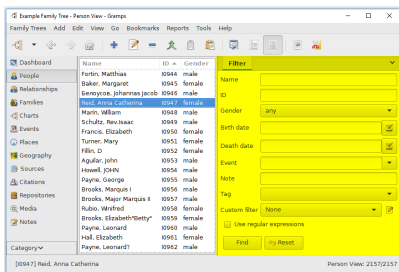 Example Family Tree - Person View - Gramps
Family Trees Add Edit View Go Bookmarks Reports Tools Help
Dashboard
People
Relationships
Families
Charts
Events
Places
Geography
Sources
Citations
Repositories
Media
Notes
Category
Name ID Gender
Fortin, Matthias I0944 male
Baker, Margaret I0945 female
Белоусов, Johannas Jacob I0946 male
Reid, Anna Catherina I0947 female
Marín, William I0948 male
Schultz, Rev.Isaac I0949 male
Francis, Elizabeth I0950 female
Turner, Mary I0951 female
Fillin, D I0952 female
Aguilar, John I0953 male
Howell, JOHN I0954 male
Payne, George I0955 male
Brooks, Marquis I I0956 male
Brooks, Major Marquis II I0957 male
Rubio, Winifred I0958 female
Brooks, Elizabeth"Betty" I0959 female
Payne, Leonard I0960 male
Hall, Elizabeth I0961 female
Payne, Leonard? I0962 male
Filter
Name
ID
Gender any
Birth date
Death date
Event
Note
Tag
Custom filter None
Use regular expressions
Find Reset
[I0947] Reid, Anna Catherina Person View: 2157/2157